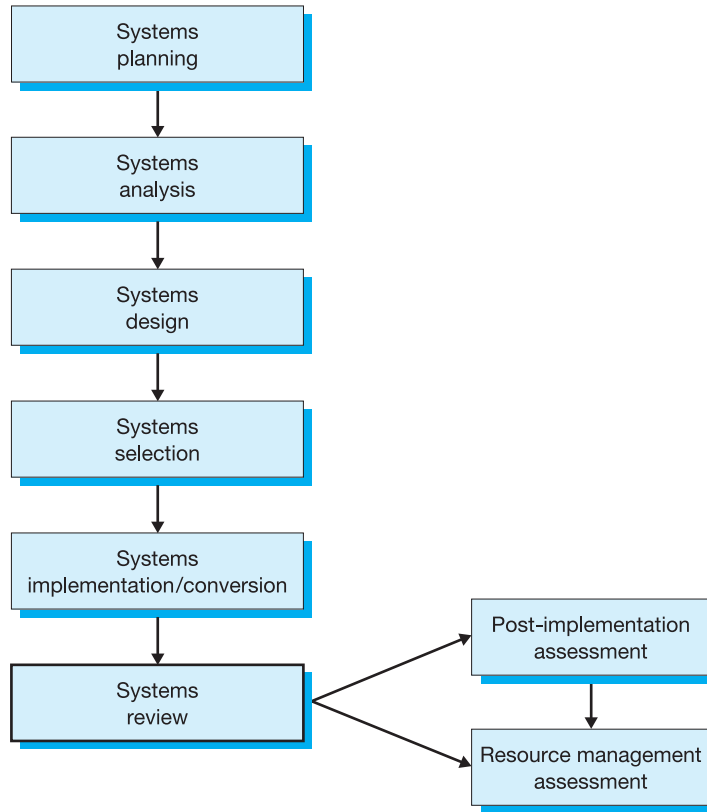 Systems
planning
Systems
analysis
Systems
design
Systems
selection
Systems
implementation/conversion
Systems
review
Post-implementation
assessment
Resource management
assessment